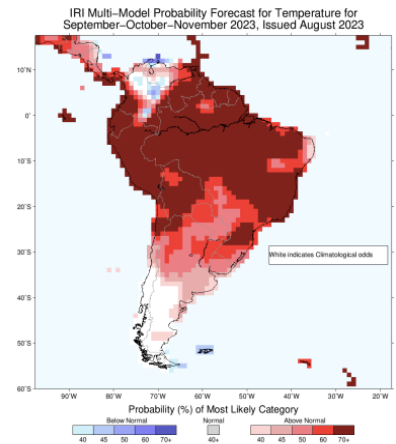 IRI Multi-Model Probability Forecast for Temperature for
September-October-November 2023, Issued August 2023
10°N
0°
10°S
20°S
30°S
40°S
50°S
60°S
White indicates Climatological odds
90°W 80°W 70°W 60°W 50°W 40°W 30°W 20°W
Probability (%) of Most Likely Category
Below Normal Normal Above Normal
40 45 50 60 70+ 40+ 40 45 50 60 70+